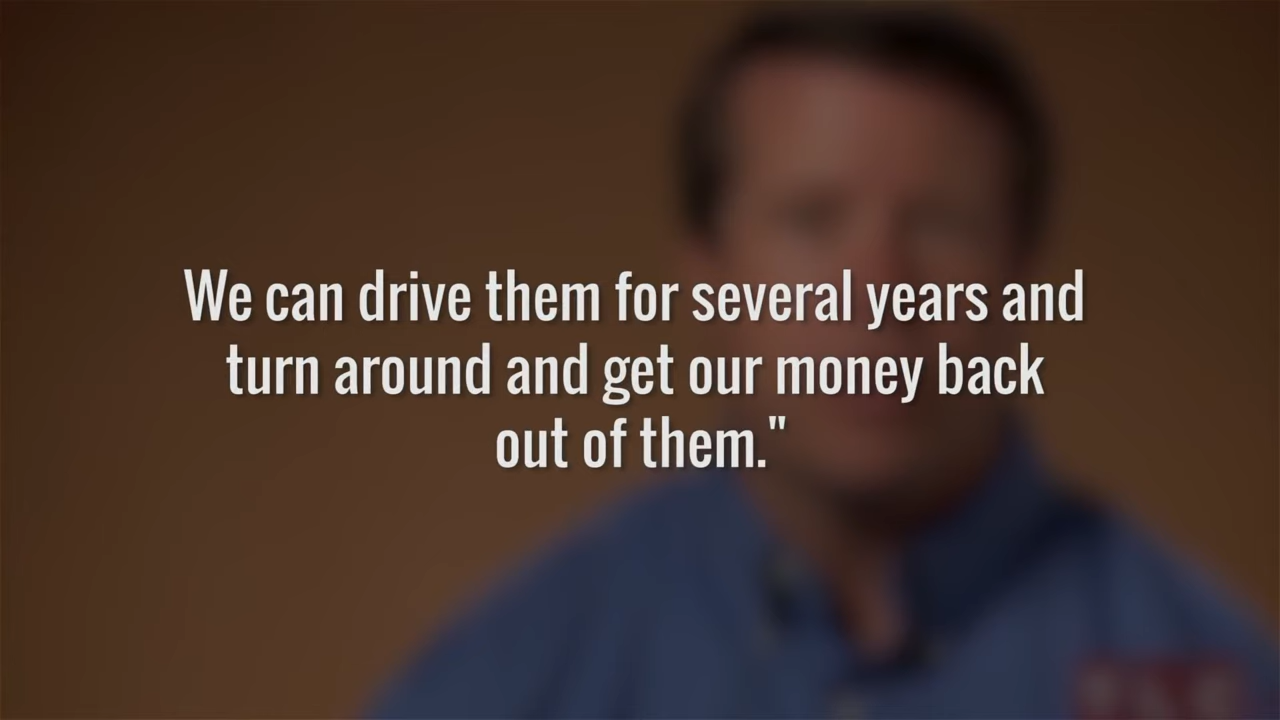 We can drive them for several years and
turn around and get our money back
out of them."